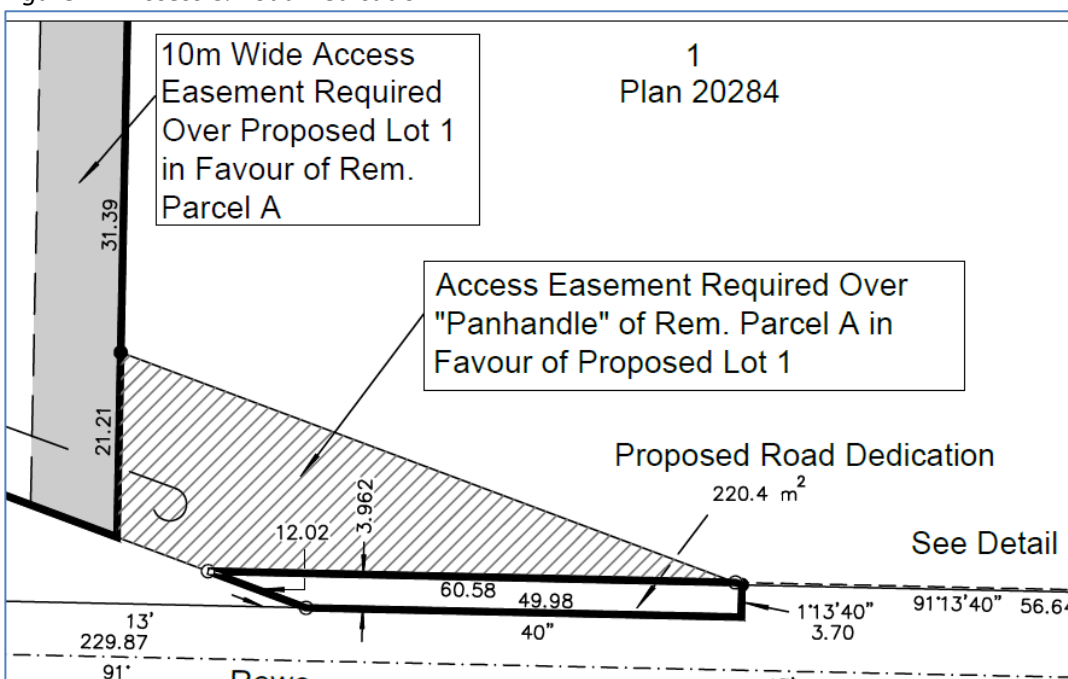 10m Wide Access
Easement Required
Over Proposed Lot 1
in Favour of Rem.
Parcel A
1
Plan 20284
31.39
Access Easement Required Over
"Panhandle" of Rem. Parcel A in
Favour of Proposed Lot 1
21.21
Proposed Road Dedication
220.4 m²
3.962
12.02
See Detail
60.58
49.98
1°13'40"
3.70
91°13'40" 56.64
13'
229.87
40"
91°